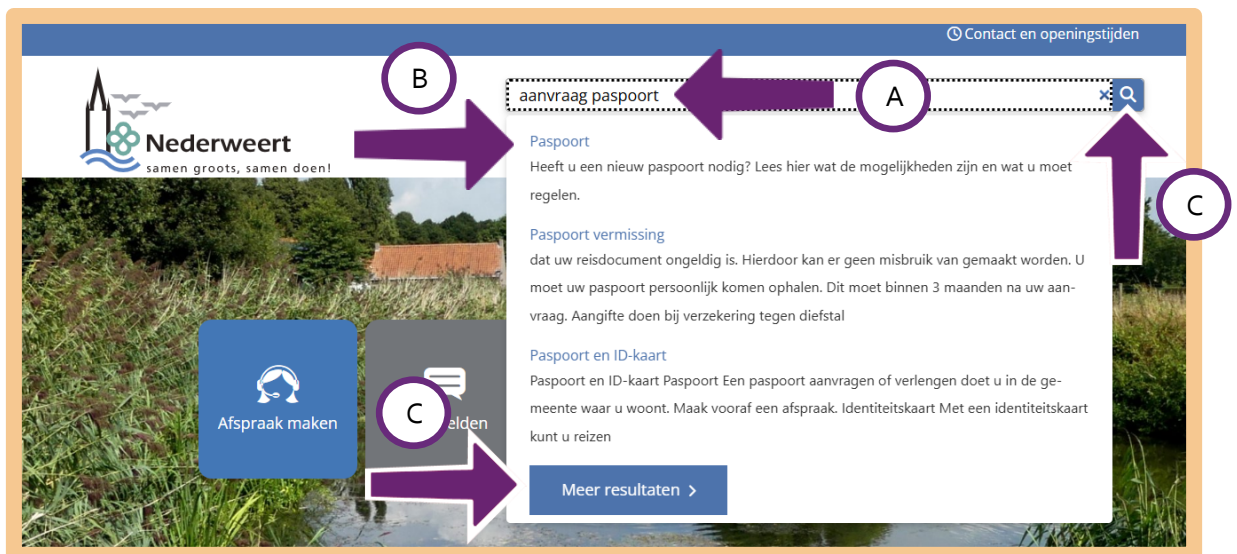 Contact en openingstijden
B
aanvraag paspoort
A
×
Nederweert
samen groots, samen doen!
Paspoort
Heeft u een nieuw paspoort nodig? Lees hier wat de mogelijkheden zijn en wat u moet
regelen.
C
Paspoort vermissing
dat uw reisdocument ongeldig is. Hierdoor kan er geen misbruik van gemaakt worden. U
moet uw paspoort persoonlijk komen ophalen. Dit moet binnen 3 maanden na uw aan-
vraag. Aangifte doen bij verzekering tegen diefstal
Paspoort en ID-kaart
Paspoort en ID-kaart Paspoort Een paspoort aanvragen of verlengen doet u in de ge-
meente waar u woont. Maak vooraf een afspraak. Identiteitskaart Met een identiteitskaart
kunt u reizen
Afspraak maken
C
elden
Meer resultaten >